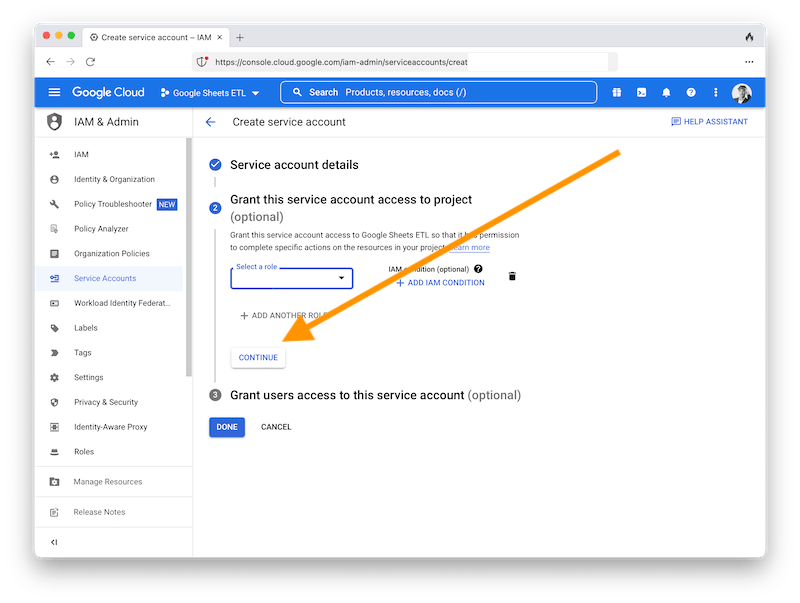 Create service account – IAM
https://console.cloud.google.com/iam-admin/serviceaccounts/creat
Google Cloud
Google Sheets ETL
Search Products, resources, docs (/)
IAM & Admin
Create service account
HELP ASSISTANT
IAM
Identity & Organization
Policy Troubleshooter NEW
Policy Analyzer
Organization Policies
Service Accounts
Workload Identity Federat...
Labels
Tags
Settings
Privacy & Security
Identity-Aware Proxy
Roles
Manage Resources
Release Notes
Service account details
2 Grant this service account access to project
(optional)
Grant this service account access to Google Sheets ETL so that it has permission
to complete specific actions on the resources in your project. Learn more
Select a role
IAM condition (optional)
ADD IAM CONDITION
ADD ANOTHER ROLE
CONTINUE
3 Grant users access to this service account (optional)
DONE CANCEL